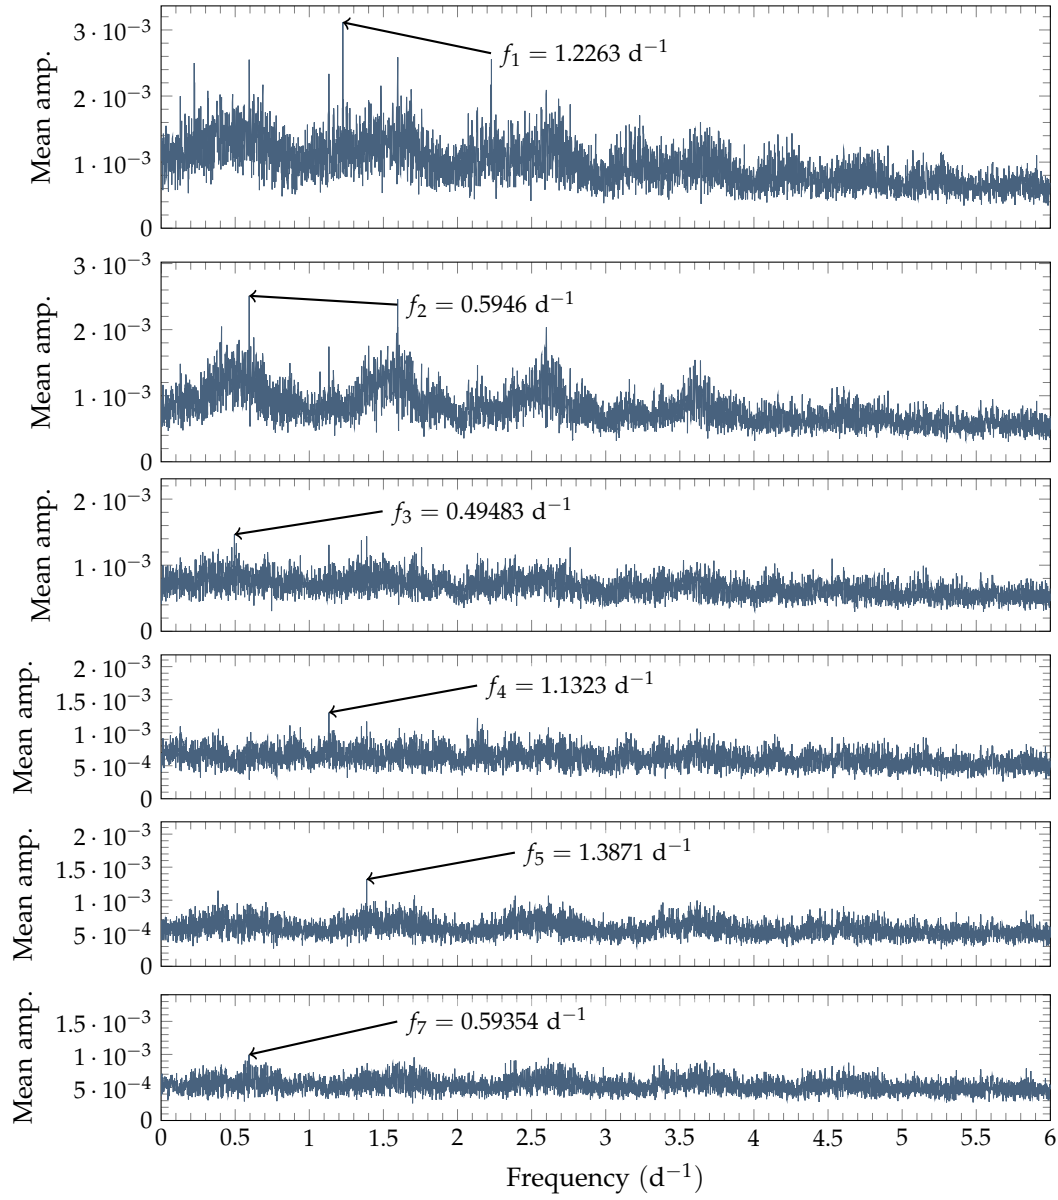 3 · 10⁻³
2 · 10⁻³
1 · 10⁻³
0
Mean amp.
f₁ = 1.2263 d⁻¹
3 · 10⁻³
2 · 10⁻³
1 · 10⁻³
0
Mean amp.
f₂ = 0.5946 d⁻¹
2 · 10⁻³
1 · 10⁻³
0
Mean amp.
f₃ = 0.49483 d⁻¹
2 · 10⁻³
1.5 · 10⁻³
1 · 10⁻³
5 · 10⁻⁴
0
Mean amp.
f₄ = 1.1323 d⁻¹
2 · 10⁻³
1.5 · 10⁻³
1 · 10⁻³
5 · 10⁻⁴
0
Mean amp.
f₅ = 1.3871 d⁻¹
1.5 · 10⁻³
1 · 10⁻³
5 · 10⁻⁴
0
Mean amp.
f₇ = 0.59354 d⁻¹
0 0.5 1 1.5 2 2.5 3 3.5 4 4.5 5 5.5 6
Frequency (d⁻¹)